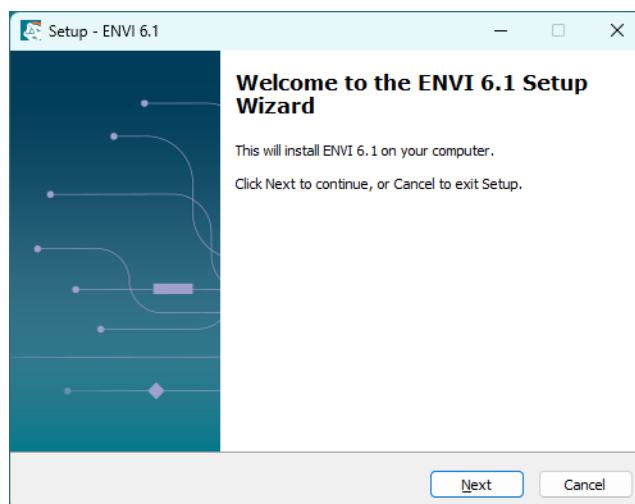 Setup - ENVI 6.1
Welcome to the ENVI 6.1 Setup
Wizard
This will install ENVI 6.1 on your computer.
Click Next to continue, or Cancel to exit Setup.
Next
Cancel